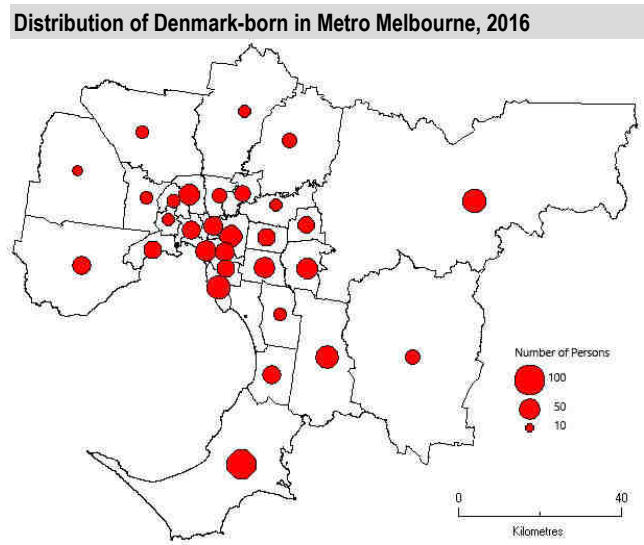 Distribution of Denmark-born in Metro Melbourne, 2016
Number of Persons
100
50
10
0 40
Kilometres